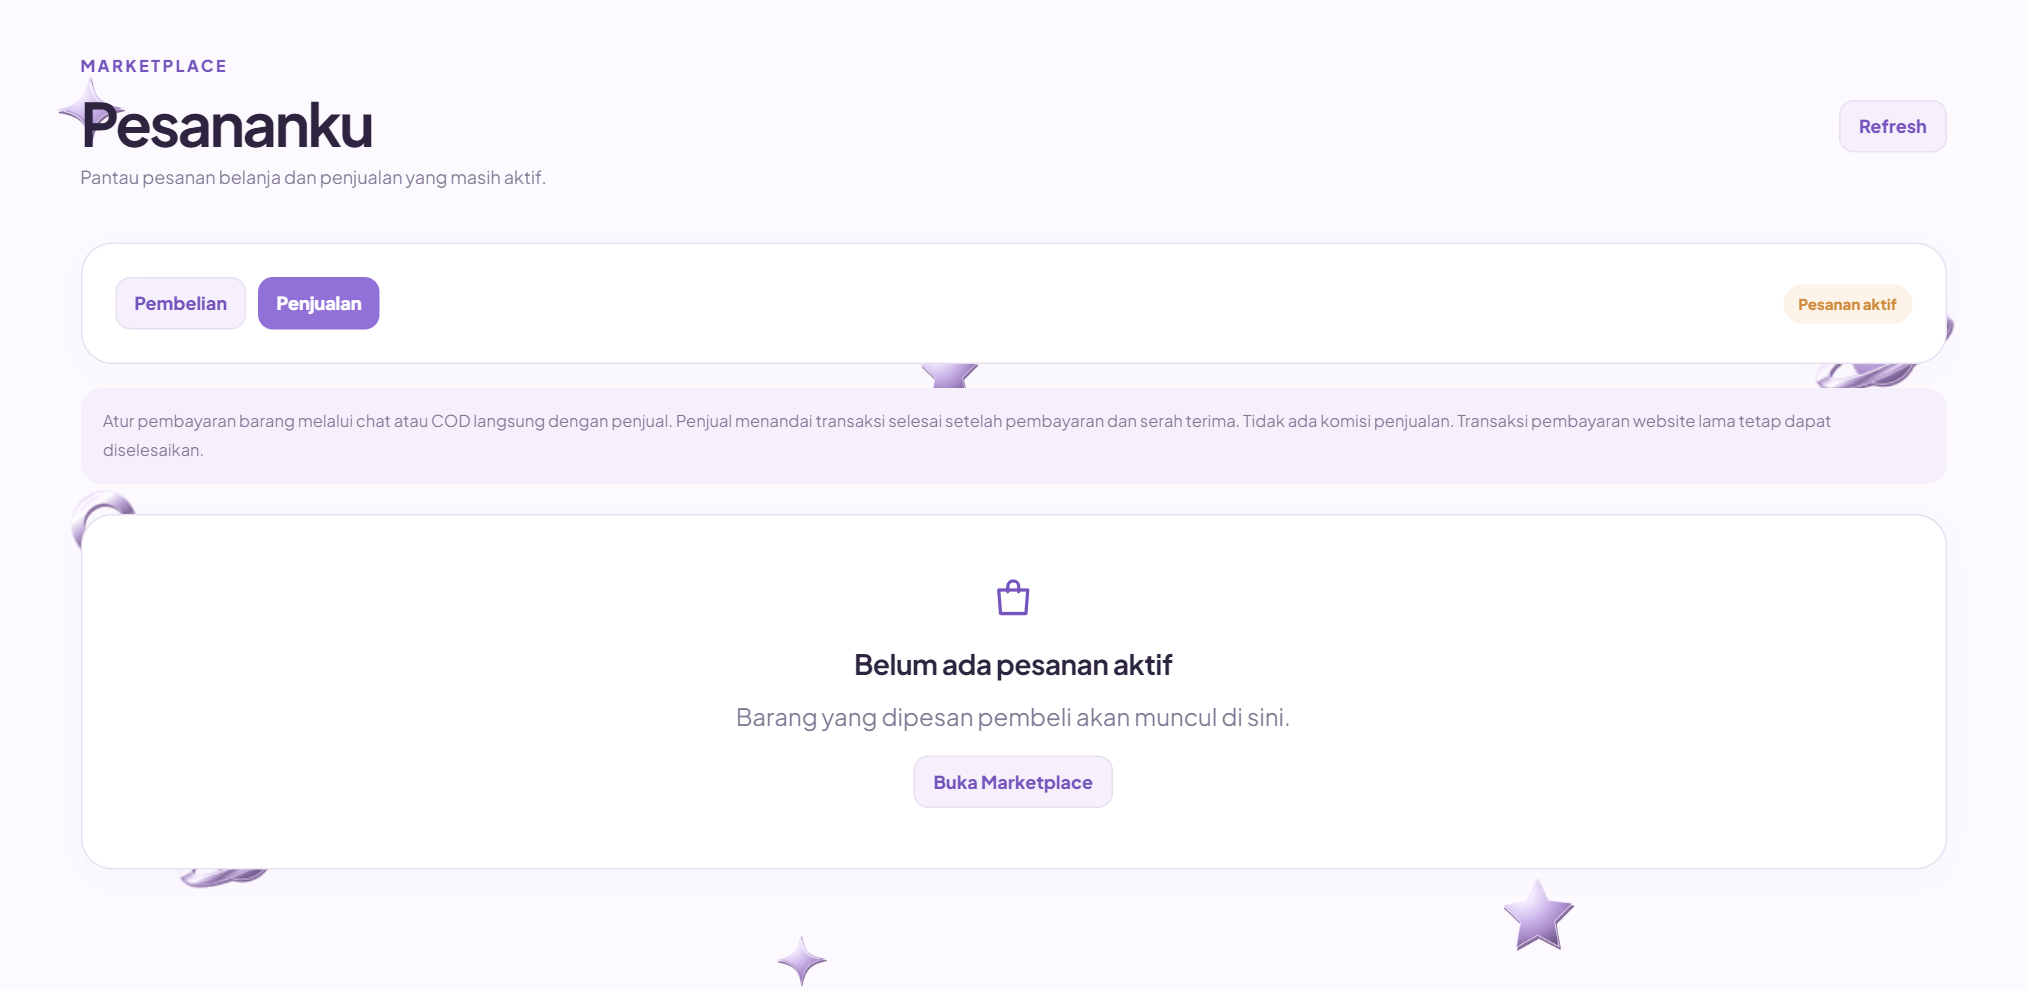 MARKETPLACE
Pesananku
Refresh
Pantau pesanan belanja dan penjualan yang masih aktif.
Pembelian
Penjualan
Pesanan aktif
Atur pembayaran barang melalui chat atau COD langsung dengan penjual. Penjual menandai transaksi selesai setelah pembayaran dan serah terima. Tidak ada komisi penjualan. Transaksi pembayaran website lama tetap dapat
diselesaikan.
Belum ada pesanan aktif
Barang yang dipesan pembeli akan muncul di sini.
Buka Marketplace